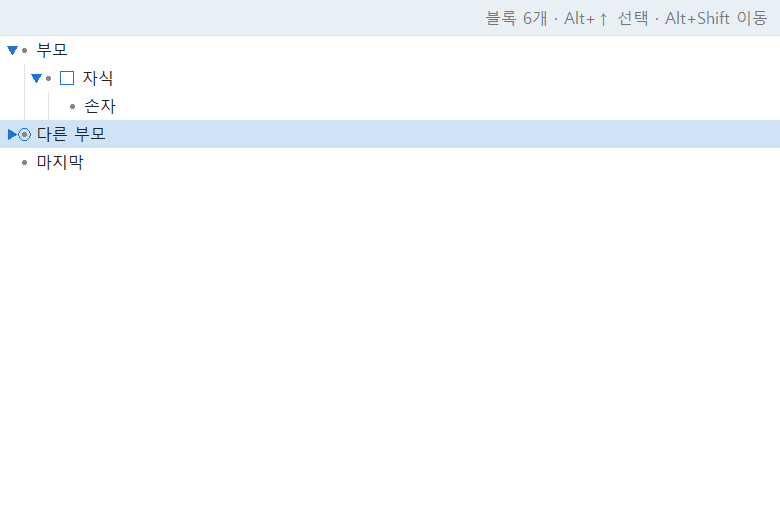 블록 6개 · Alt+↑ 선택 · Alt+Shift 이동
부모
자식
손자
다른 부모
마지막